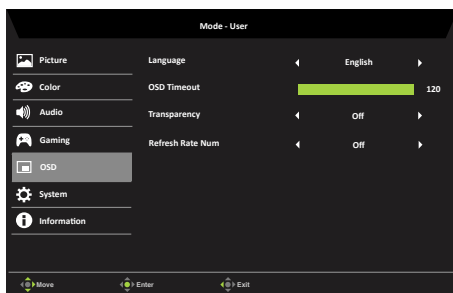 Mode - User
Picture
Language English
Color
OSD Timeout 120
Audio
Transparency Off
Gaming
Refresh Rate Num Off
OSD
System
Information
Move Enter Exit